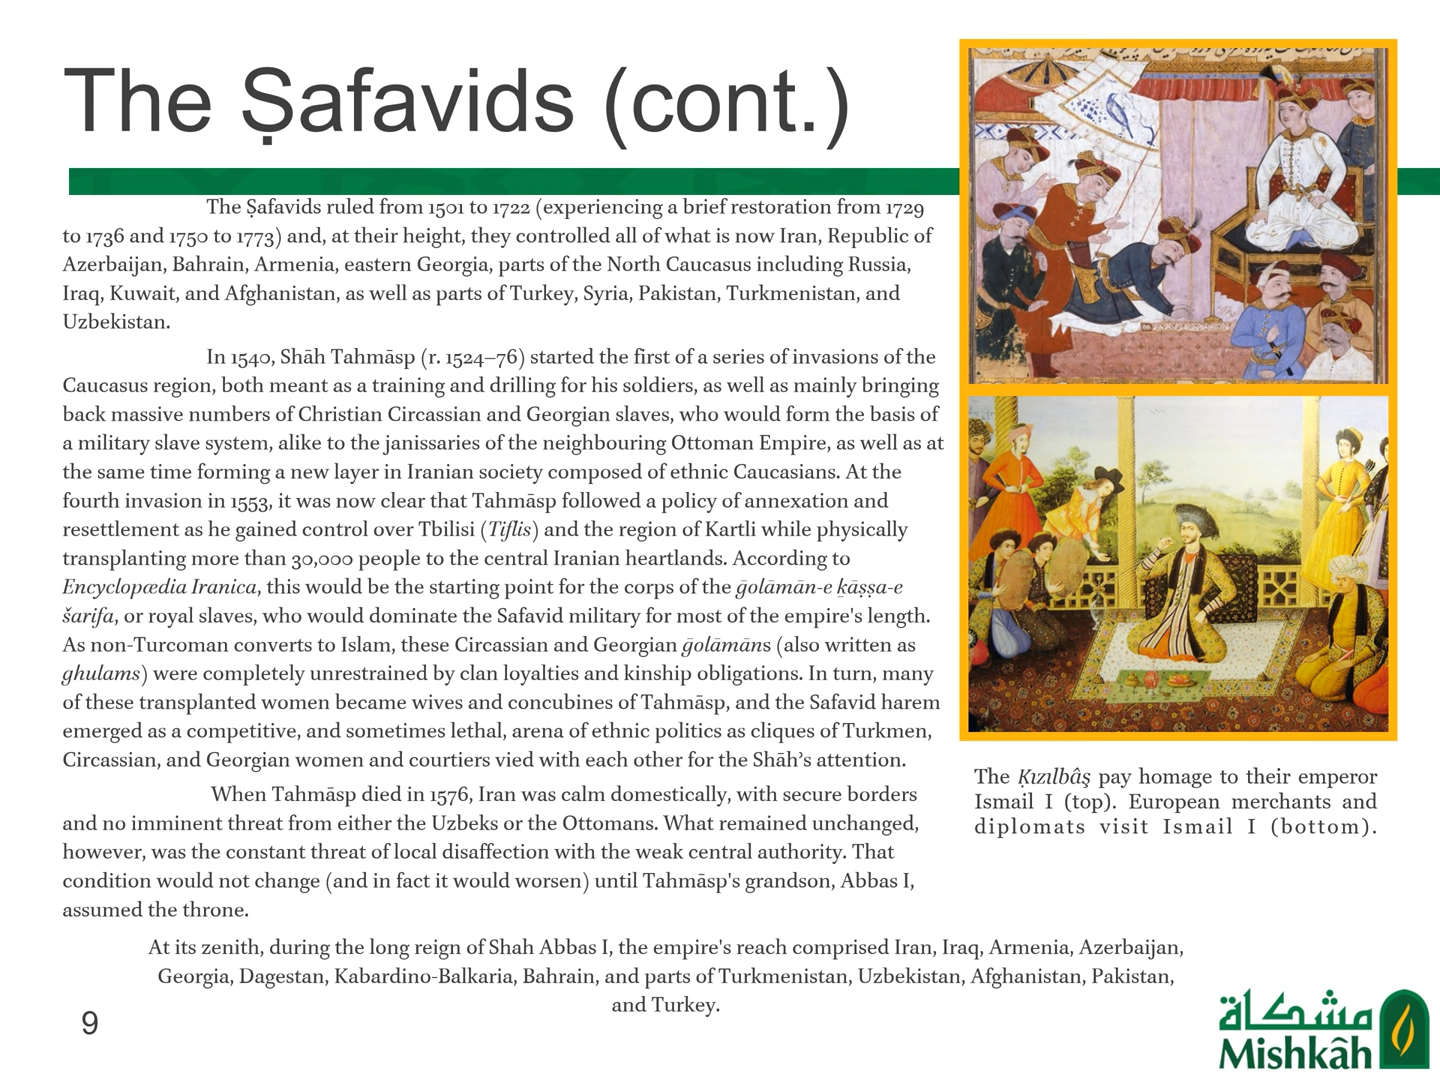 The Ṣafavids (cont.)
The Ṣafavids ruled from 1501 to 1722 (experiencing a brief restoration from 1729
to 1736 and 1750 to 1773) and, at their height, they controlled all of what is now Iran, Republic of
Azerbaijan, Bahrain, Armenia, eastern Georgia, parts of the North Caucasus including Russia,
Iraq, Kuwait, and Afghanistan, as well as parts of Turkey, Syria, Pakistan, Turkmenistan, and
Uzbekistan.
In 1540, Shāh Tahmāsp (r. 1524–76) started the first of a series of invasions of the
Caucasus region, both meant as a training and drilling for his soldiers, as well as mainly bringing
back massive numbers of Christian Circassian and Georgian slaves, who would form the basis of
a military slave system, alike to the janissaries of the neighbouring Ottoman Empire, as well as at
the same time forming a new layer in Iranian society composed of ethnic Caucasians. At the
fourth invasion in 1553, it was now clear that Tahmāsp followed a policy of annexation and
resettlement as he gained control over Tbilisi (Tiflis) and the region of Kartli while physically
transplanting more than 30,000 people to the central Iranian heartlands. According to
Encyclopædia Iranica, this would be the starting point for the corps of the ḡolāmān-e ḵāṣṣa-e
šarifa, or royal slaves, who would dominate the Safavid military for most of the empire's length.
As non-Turcoman converts to Islam, these Circassian and Georgian ḡolāmāns (also written as
ghulams) were completely unrestrained by clan loyalties and kinship obligations. In turn, many
of these transplanted women became wives and concubines of Tahmāsp, and the Safavid harem
emerged as a competitive, and sometimes lethal, arena of ethnic politics as cliques of Turkmen,
Circassian, and Georgian women and courtiers vied with each other for the Shāh’s attention.
When Tahmāsp died in 1576, Iran was calm domestically, with secure borders
and no imminent threat from either the Uzbeks or the Ottomans. What remained unchanged,
however, was the constant threat of local disaffection with the weak central authority. That
condition would not change (and in fact it would worsen) until Tahmāsp's grandson, Abbas I,
assumed the throne.
At its zenith, during the long reign of Shah Abbas I, the empire's reach comprised Iran, Iraq, Armenia, Azerbaijan,
Georgia, Dagestan, Kabardino-Balkaria, Bahrain, and parts of Turkmenistan, Uzbekistan, Afghanistan, Pakistan,
and Turkey.
The Ḳızılbâş pay homage to their emperor
Ismail I (top). European merchants and
diplomats visit Ismail I (bottom).
9
مشكاة
Mishkâh